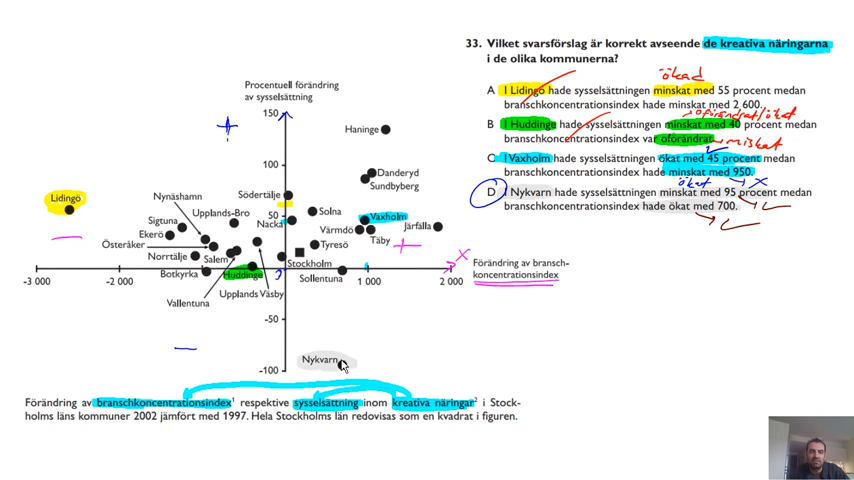 33. Vilket svarsförslag är korrekt avseende de kreativa näringarna
i de olika kommunerna?
ökad
A I Lidingö hade sysselsättningen minskat med 55 procent medan
branschkoncentrationsindex hade minskat med 2 600.
oförändrat/ökat
B I Huddinge hade sysselsättningen minskat med 40 procent medan
branschkoncentrationsindex var oförändrat.
miskat
C I Vaxholm hade sysselsättningen ökat med 45 procent medan
branschkoncentrationsindex hade minskat med 950.
ökat
X
D I Nykvarn hade sysselsättningen minskat med 95 procent medan
branschkoncentrationsindex hade ökat med 700.
Procentuell förändring
av sysselsättning
+
150
Haninge
100
Danderyd
Sundbyberg
Lidingö
Nynäshamn
Södertälje
Sigtuna
Upplands-Bro
50
Solna
Vaxholm
Nacka
Ekerö
Värmdö
Järfälla
Österåker
Täby
Tyresö
+
X
Norrtälje
Salem
Stockholm
Förändring av bransch-
koncentrationsindex
Botkyrka
Huddinge
Sollentuna
-3 000
-2 000
0
1 000
2 000
Vallentuna
Upplands Väsby
-50
Nykvarn
-100
Förändring av branschkoncentrationsindex¹ respektive sysselsättning inom kreativa näringar² i Stock-
holms läns kommuner 2002 jämfört med 1997. Hela Stockholms län redovisas som en kvadrat i figuren.